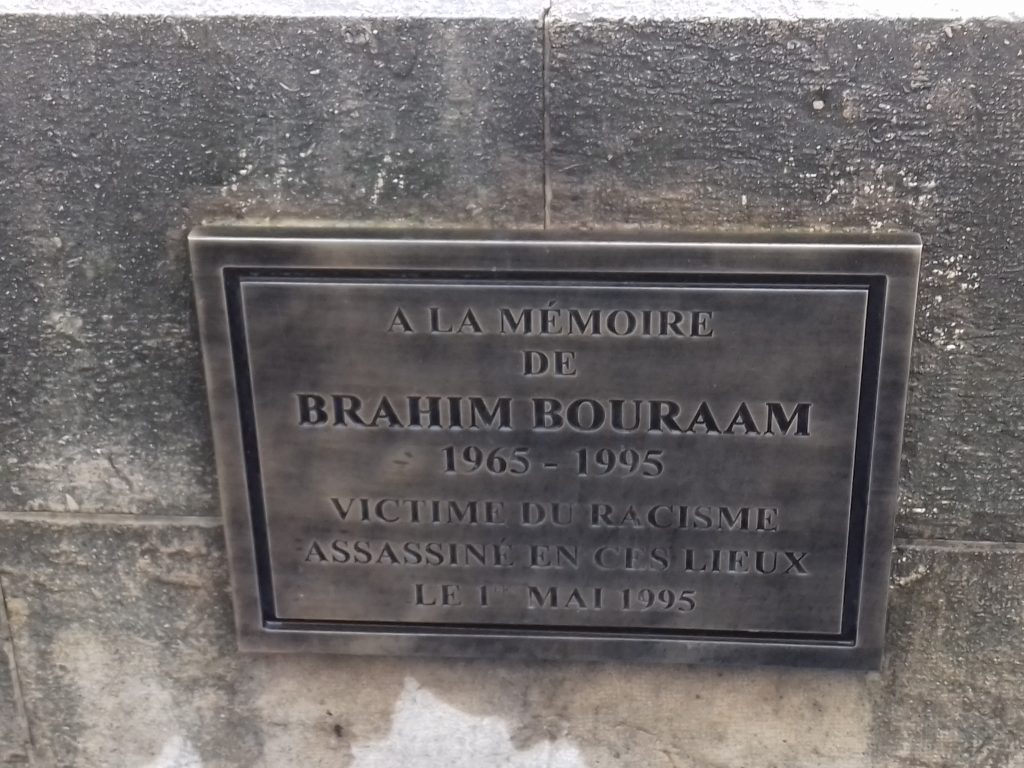 A LA MÉMOIRE
DE
BRAHIM BOURAAM
1965 - 1995
VICTIME DU RACISME
ASSASSINÉ EN CES LIEUX
LE 1er MAI 1995